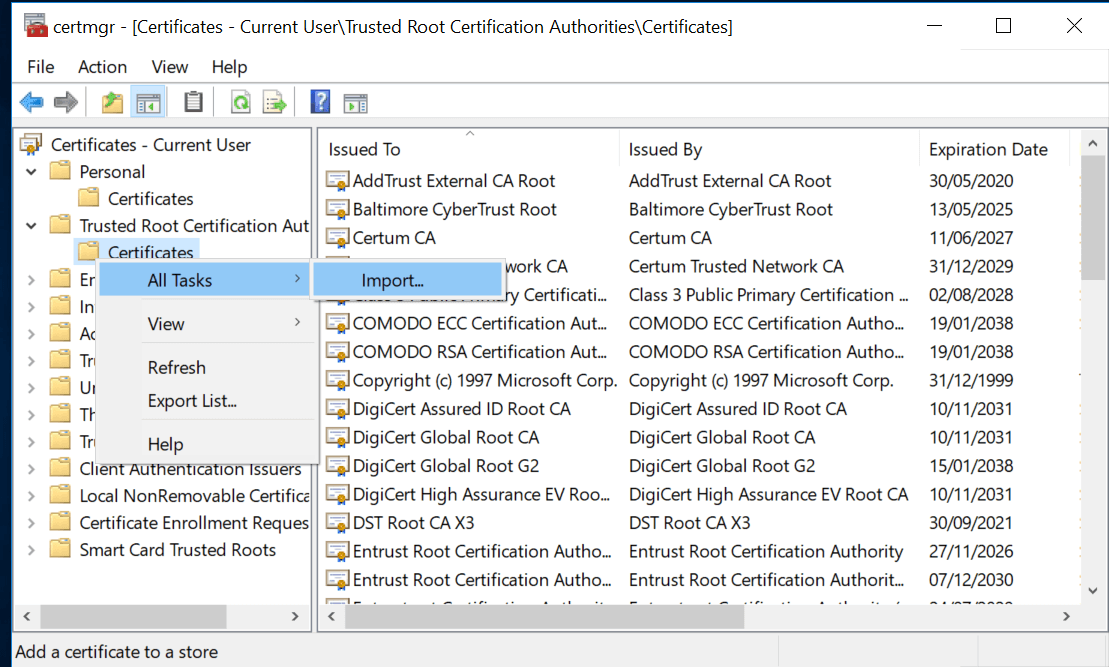 certmgr - [Certificates - Current User\Trusted Root Certification Authorities\Certificates]
File Action View Help
Certificates - Current User
Personal
Certificates
Trusted Root Certification Aut
Certificates
En
In
Ac
Tru
Un
Th
Tru
Client Authentication Issuers
Local NonRemovable Certifica
Certificate Enrollment Reques
Smart Card Trusted Roots
All Tasks
View
Refresh
Export List...
Help
Import...
Issued To Issued By Expiration Date
AddTrust External CA Root AddTrust External CA Root 30/05/2020
Baltimore CyberTrust Root Baltimore CyberTrust Root 13/05/2025
Certum CA Certum CA 11/06/2027
work CA Certum Trusted Network CA 31/12/2029
Class 3 Public Primary Certificati... Class 3 Public Primary Certification ... 02/08/2028
COMODO ECC Certification Aut... COMODO ECC Certification Autho... 19/01/2038
COMODO RSA Certification Aut... COMODO RSA Certification Autho... 19/01/2038
Copyright (c) 1997 Microsoft Corp. Copyright (c) 1997 Microsoft Corp. 31/12/1999
DigiCert Assured ID Root CA DigiCert Assured ID Root CA 10/11/2031
DigiCert Global Root CA DigiCert Global Root CA 10/11/2031
DigiCert Global Root G2 DigiCert Global Root G2 15/01/2038
DigiCert High Assurance EV Roo... DigiCert High Assurance EV Root CA 10/11/2031
DST Root CA X3 DST Root CA X3 30/09/2021
Entrust Root Certification Autho... Entrust Root Certification Authority 27/11/2026
Entrust Root Certification Autho... Entrust Root Certification Authorit... 07/12/2030
Add a certificate to a store